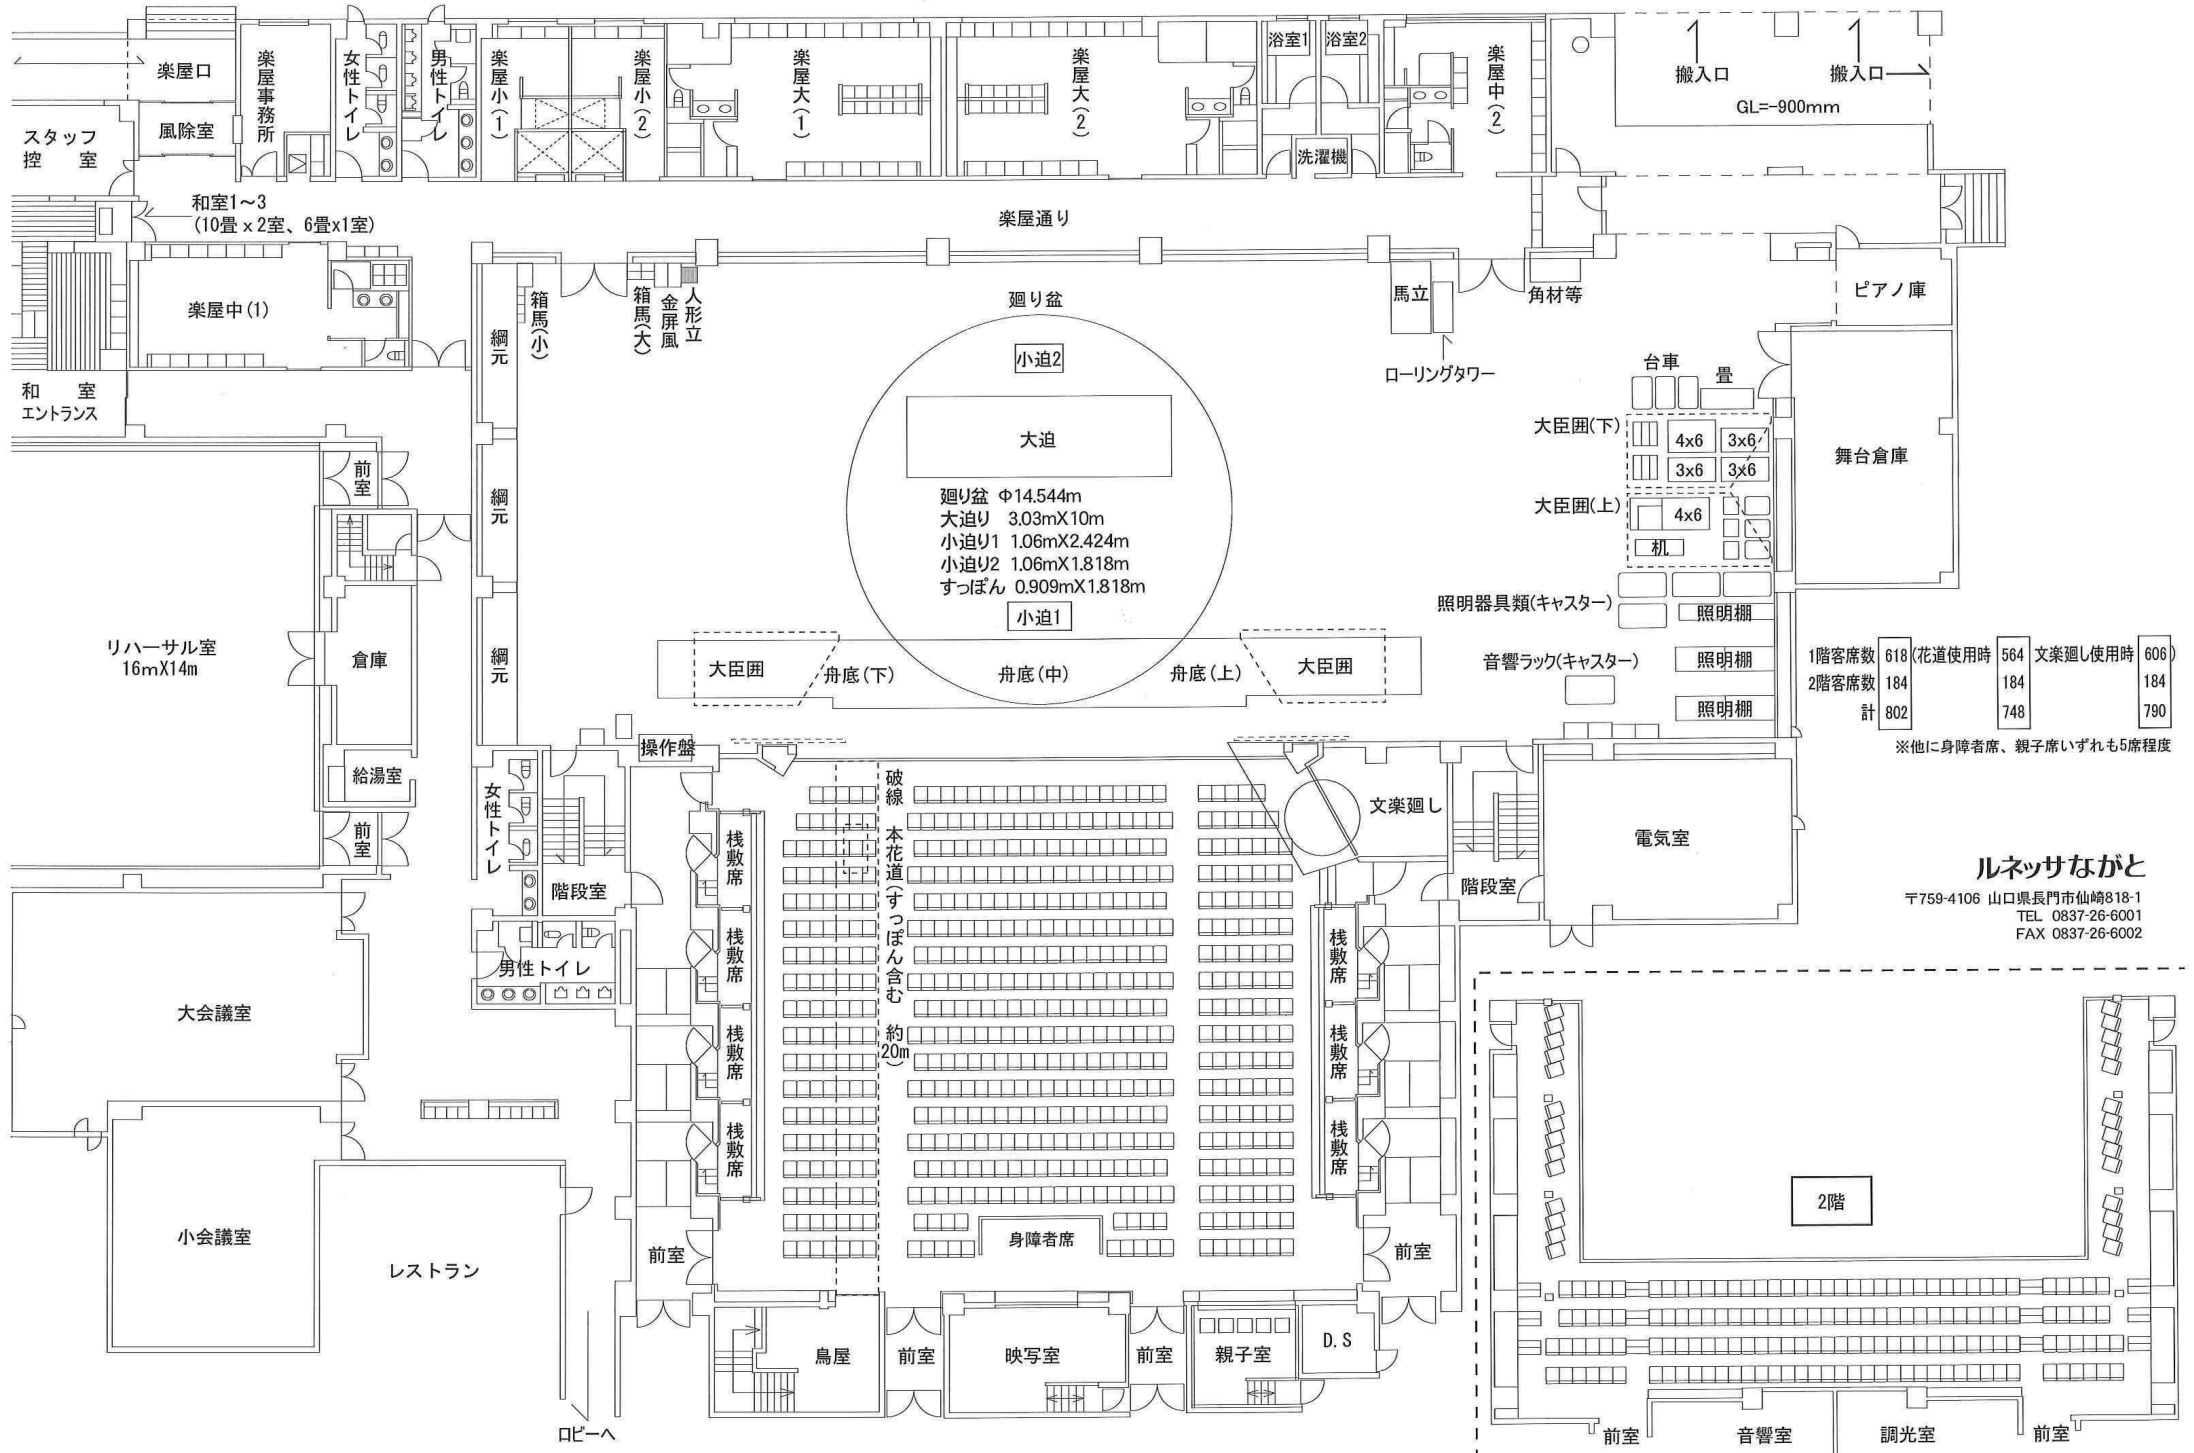 楽屋口
楽屋事務所
女性トイレ
男性トイレ
楽屋小(1)
楽屋小(2)
楽屋大(1)
楽屋大(2)
浴室1
浴室2
楽屋中(2)
搬入口
搬入口
GL=-900mm
スタッフ
控 室
風除室
洗濯機
和室1～3
(10畳 x 2室、6畳x1室)
楽屋通り
楽屋中(1)
綱元
箱馬(小)
箱馬(大)
金屏風
人形立
廻り盆
馬立
角材等
ピアノ庫
小迫2
ローリングタワー
台車
畳
和 室
エントランス
大迫
大臣囲(下)
4x6
3x6
3x6
3x6
舞台倉庫
前室
綱元
廻り盆 Φ14.544m
大迫り 3.03mX10m
小迫り1 1.06mX2.424m
小迫り2 1.06mX1.818m
すっぽん 0.909mX1.818m
大臣囲(上)
4x6
机
小迫1
照明器具類(キャスター)
照明棚
リハーサル室
16mX14m
倉庫
綱元
大臣囲
舟底(下)
舟底(中)
舟底(上)
大臣囲
音響ラック(キャスター)
照明棚
照明棚
1階客席数 618 (花道使用時 564 文楽廻し使用時 606)
2階客席数 184 184 184
計 802 748 790
※他に身障者席、親子席いずれも5席程度
操作盤
給湯室
前室
女性トイレ
階段室
桟敷席
破線 本花道(すっぽん含む 約20m)
文楽廻し
階段室
電気室
ルネッサながと
〒759-4106 山口県長門市仙崎818-1
TEL 0837-26-6001
FAX 0837-26-6002
男性トイレ
桟敷席
桟敷席
大会議室
桟敷席
桟敷席
桟敷席
桟敷席
小会議室
レストラン
前室
身障者席
前室
2階
鳥屋
前室
映写室
前室
親子室
D.S
ロビーへ
前室
音響室
調光室
前室